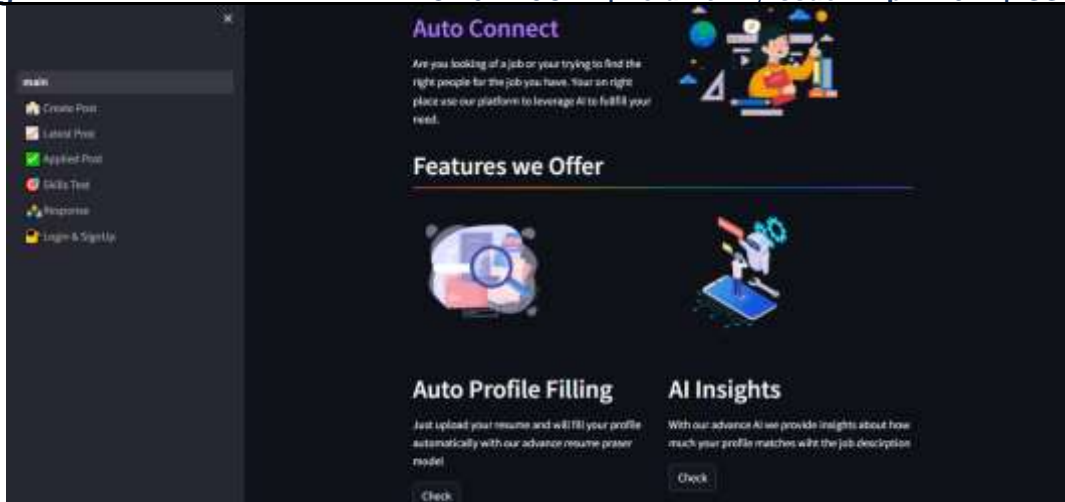 main
Create Post
Latest Post
Applied Post
Skills Test
Response
Login & SignUp
Auto Connect
Are you looking of a job or your trying to find the
right people for the job you have. Your on right
place use our platform to leverage AI to fullfill your
need.
Features we Offer
Auto Profile Filling
Just upload your resume and will fill your profile
automatically with our advance resume praser
model
Check
AI Insights
With our advance AI we provide insights about how
much your profile matches wiht the job descirption
Check